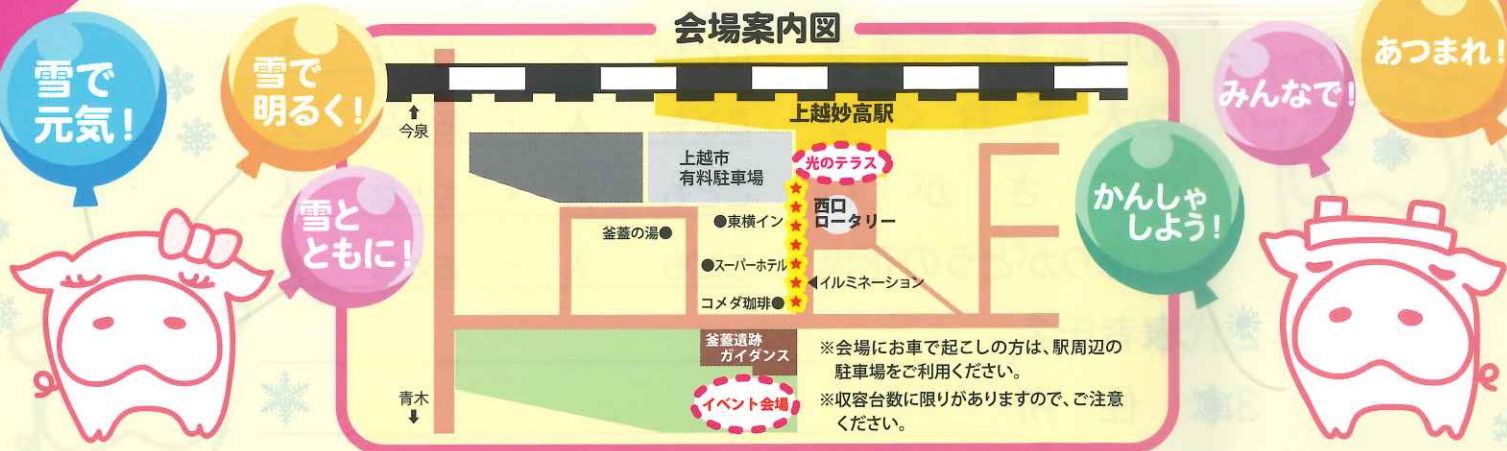 会場案内図
雪で
元気!
雪で
明るく!
雪と
ともに!
みんなで!
あつまれ!
かんしゃ
しよう!
↑
今泉
上越妙高駅
上越市
有料駐車場
光のテラス
西口
ロータリー
●東横イン
釜蓋の湯●
●スーパーホテル
◀イルミネーション
コメダ珈琲●
釜蓋遺跡
ガイダンス
イベント会場
青木
↓
※会場にお車で起こしの方は、駅周辺の
駐車場をご利用ください。
※収容台数に限りがありますので、ご注意
ください。